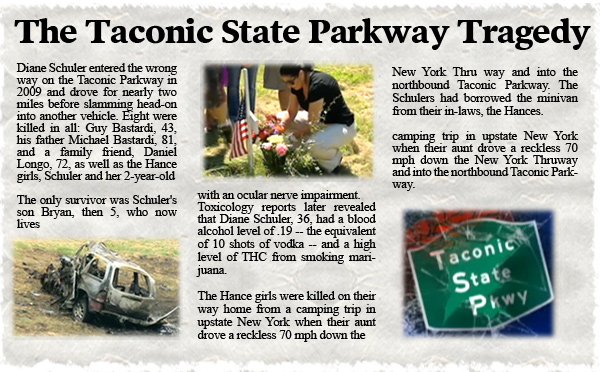 The Taconic State Parkway Tragedy
Diane Schuler entered the wrong
way on the Taconic Parkway in
2009 and drove for nearly two
miles before slamming head-on
into another vehicle. Eight were
killed in all: Guy Bastardi, 43,
his father Michael Bastardi, 81,
and a family friend, Daniel
Longo, 72, as well as the Hance
girls, Schuler and her 2-year-old
The only survivor was Schuler's
son Bryan, then 5, who now
lives
with an ocular nerve impairment.
Toxicology reports later revealed
that Diane Schuler, 36, had a blood
alcohol level of .19 -- the equivalent
of 10 shots of vodka -- and a high
level of THC from smoking mari-
juana.
The Hance girls were killed on their
way home from a camping trip in
upstate New York when their aunt
drove a reckless 70 mph down the
New York Thru way and into the
northbound Taconic Parkway. The
Schulers had borrowed the minivan
from their in-laws, the Hances.
camping trip in upstate New York
when their aunt drove a reckless 70
mph down the New York Thruway
and into the northbound Taconic Park-
way.
Taconic
State
Pkwy